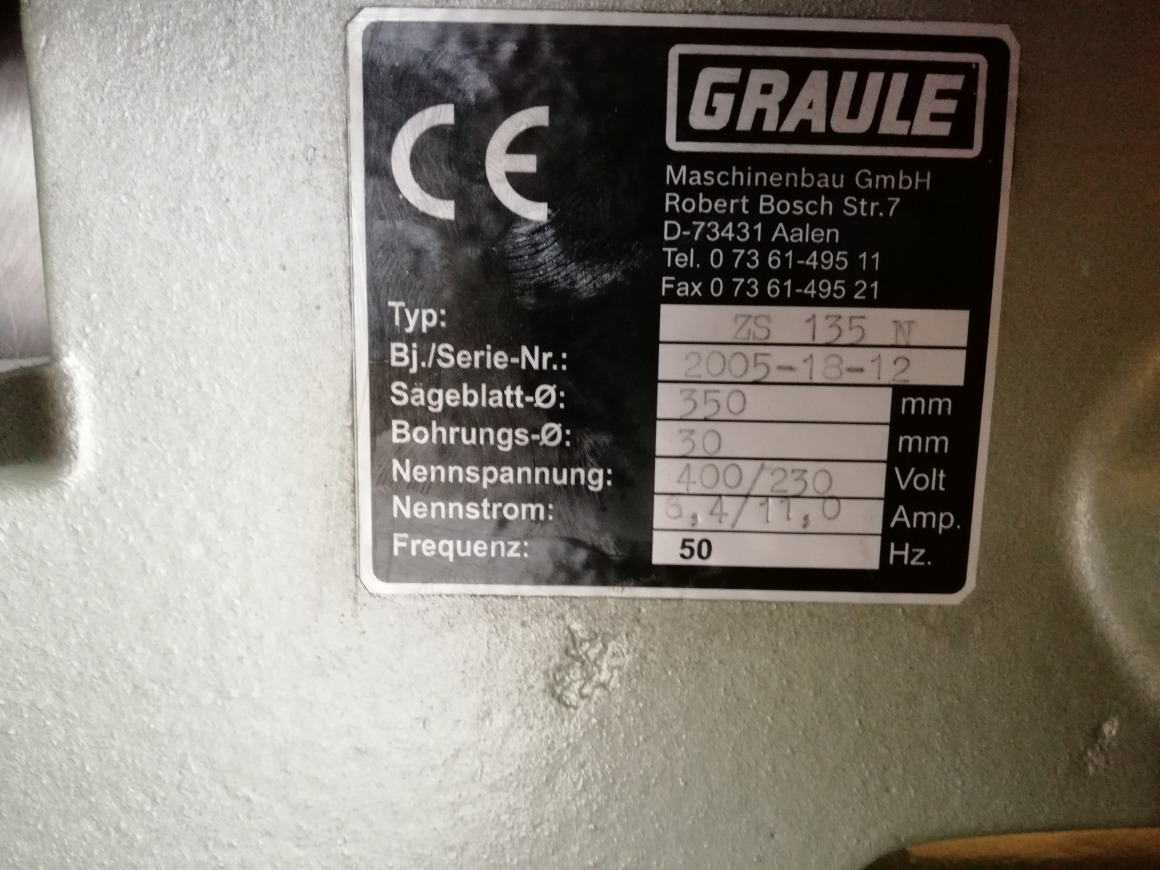 CE
GRAULE
Maschinenbau GmbH
Robert Bosch Str.7
D-73431 Aalen
Tel. 0 73 61-495 11
Fax 0 73 61-495 21
Typ: ZS 135 N
Bj./Serie-Nr.: 2005-18-12
Sägeblatt-Ø: 350 mm
Bohrungs-Ø: 30 mm
Nennspannung: 400/230 Volt
Nennstrom: 6,4/11,0 Amp.
Frequenz: 50 Hz.